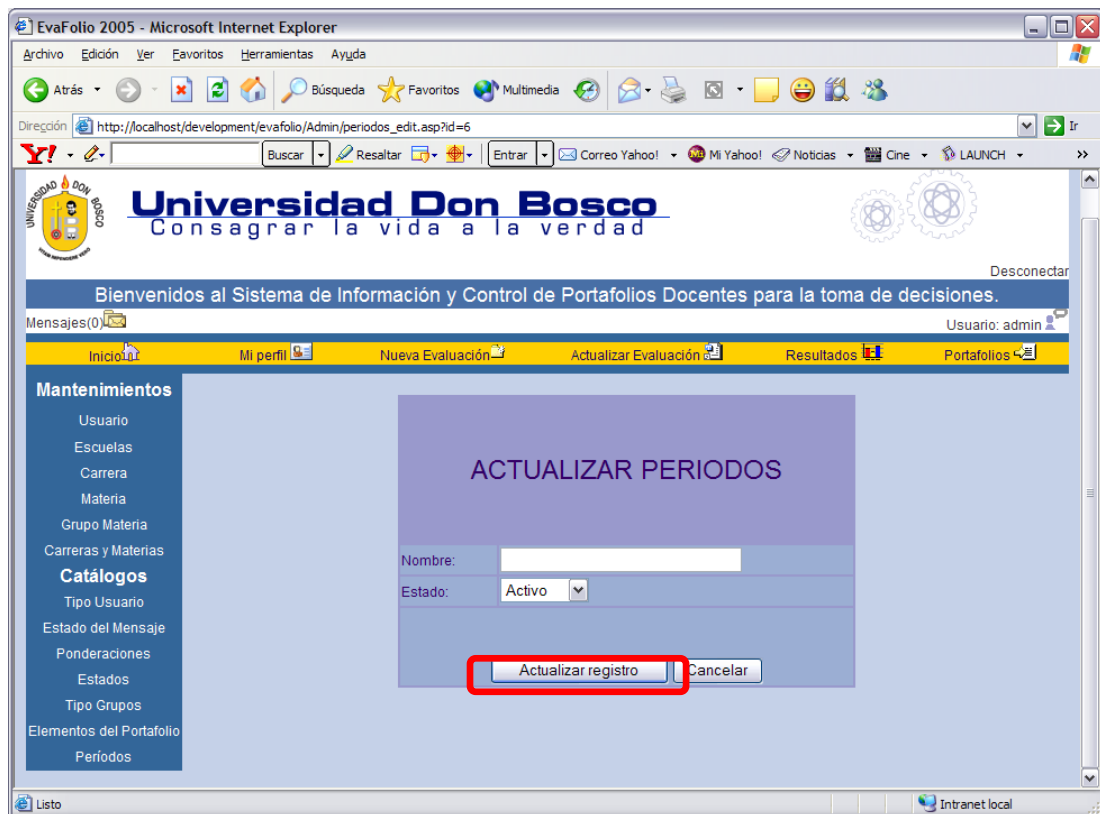 EvaFolio 2005 - Microsoft Internet Explorer
Archivo Edición Ver Favoritos Herramientas Ayuda
Atrás Búsqueda Favoritos Multimedia
Dirección http://localhost/development/evafolio/Admin/periodos_edit.asp?id=6 Ir
Y! Buscar Resaltar Entrar Correo Yahoo! Mi Yahoo! Noticias Cine LAUNCH »
UNIVERSIDAD DON BOSCO
Universidad Don Bosco
Consagrar la vida a la verdad
Desconectar
Bienvenidos al Sistema de Información y Control de Portafolios Docentes para la toma de decisiones.
Mensajes(0) Usuario: admin
Inicio Mi perfil Nueva Evaluación Actualizar Evaluación Resultados Portafolios
Mantenimientos
Usuario
Escuelas
Carrera
Materia
Grupo Materia
Carreras y Materias
Catálogos
Tipo Usuario
Estado del Mensaje
Ponderaciones
Estados
Tipo Grupos
Elementos del Portafolio
Períodos
ACTUALIZAR PERIODOS
Nombre:
Estado: Activo
Actualizar registro Cancelar
Listo Intranet local